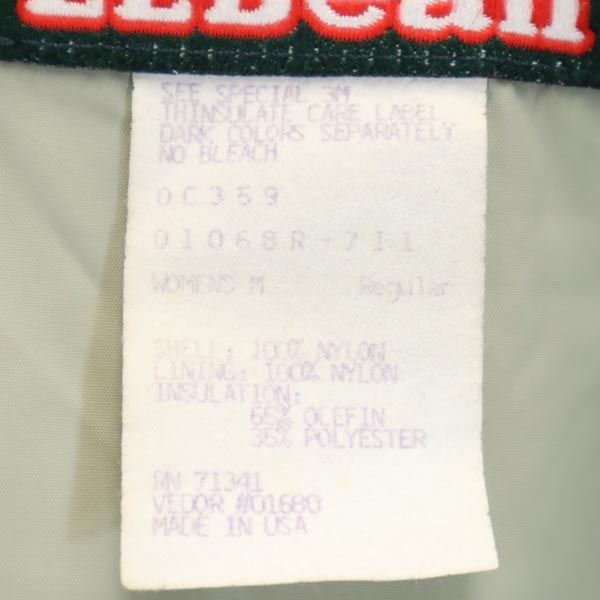 LLBean
SEE SPECIAL 3M
THINSULATE CARE LABEL
DARK COLORS SEPARATELY
NO BLEACH
0C359
01068R-711
WOMENS M Regular
SHELL: 100% NYLON
LINING: 100% NYLON
INSULATION:
65% OLEFIN
35% POLYESTER
RN 71341
VEDOR #01680
MADE IN USA